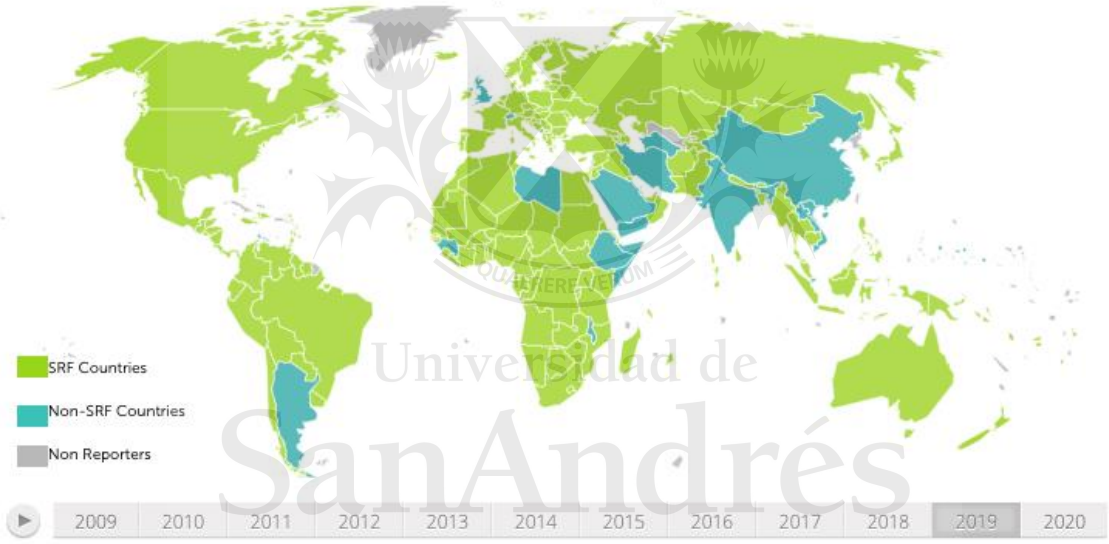 QUAERERE VERUM
SRF Countries
Non-SRF Countries
Non Reporters
Universidad de
SanAndrés
2009 2010 2011 2012 2013 2014 2015 2016 2017 2018 2019 2020